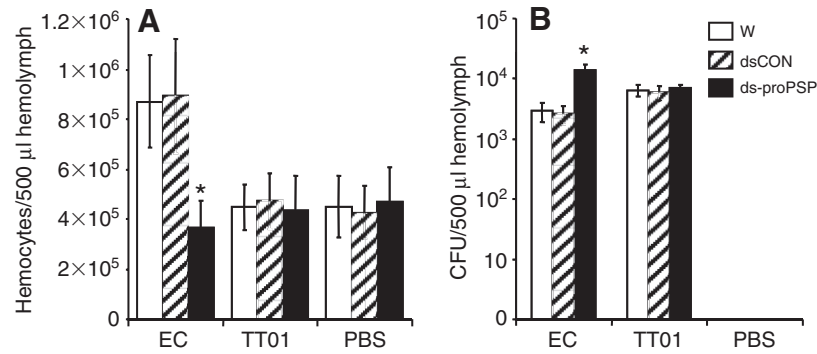 A
Hemocytes/500 µl hemolymph
1.2×10⁶
1×10⁶
8×10⁵
6×10⁵
4×10⁵
2×10⁵
0
*
EC TT01 PBS
B
CFU/500 µl hemolymph
10⁵
10⁴
10³
10²
10
0
*
EC TT01 PBS
W
dsCON
ds-proPSP